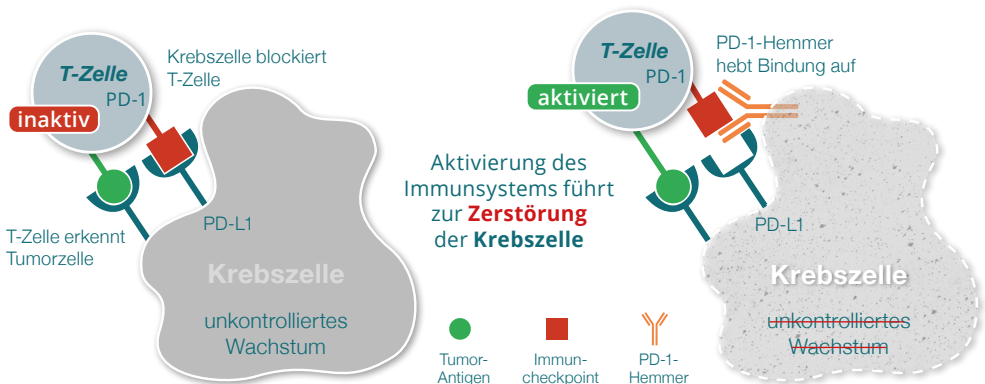 T-Zelle
PD-1
inaktiv
Krebszelle blockiert
T-Zelle
T-Zelle erkennt
Tumorzelle
PD-L1
Krebszelle
unkontrolliertes
Wachstum
Aktivierung des
Immunsystems führt
zur Zerstörung
der Krebszelle
T-Zelle
PD-1
aktiviert
PD-1-Hemmer
hebt Bindung auf
PD-L1
Krebszelle
unkontrolliertes
Wachstum
Tumor-
Antigen
Immun-
checkpoint
PD-1-
Hemmer